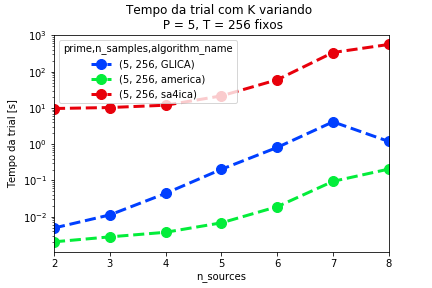 Tempo da trial com K variando
P = 5, T = 256 fixos
prime,n_samples,algorithm_name
(5, 256, GLICA)
(5, 256, america)
(5, 256, sa4ica)
Tempo da trial [s]
10³
10²
10¹
10⁰
10⁻¹
10⁻²
2 3 4 5 6 7 8
n_sources